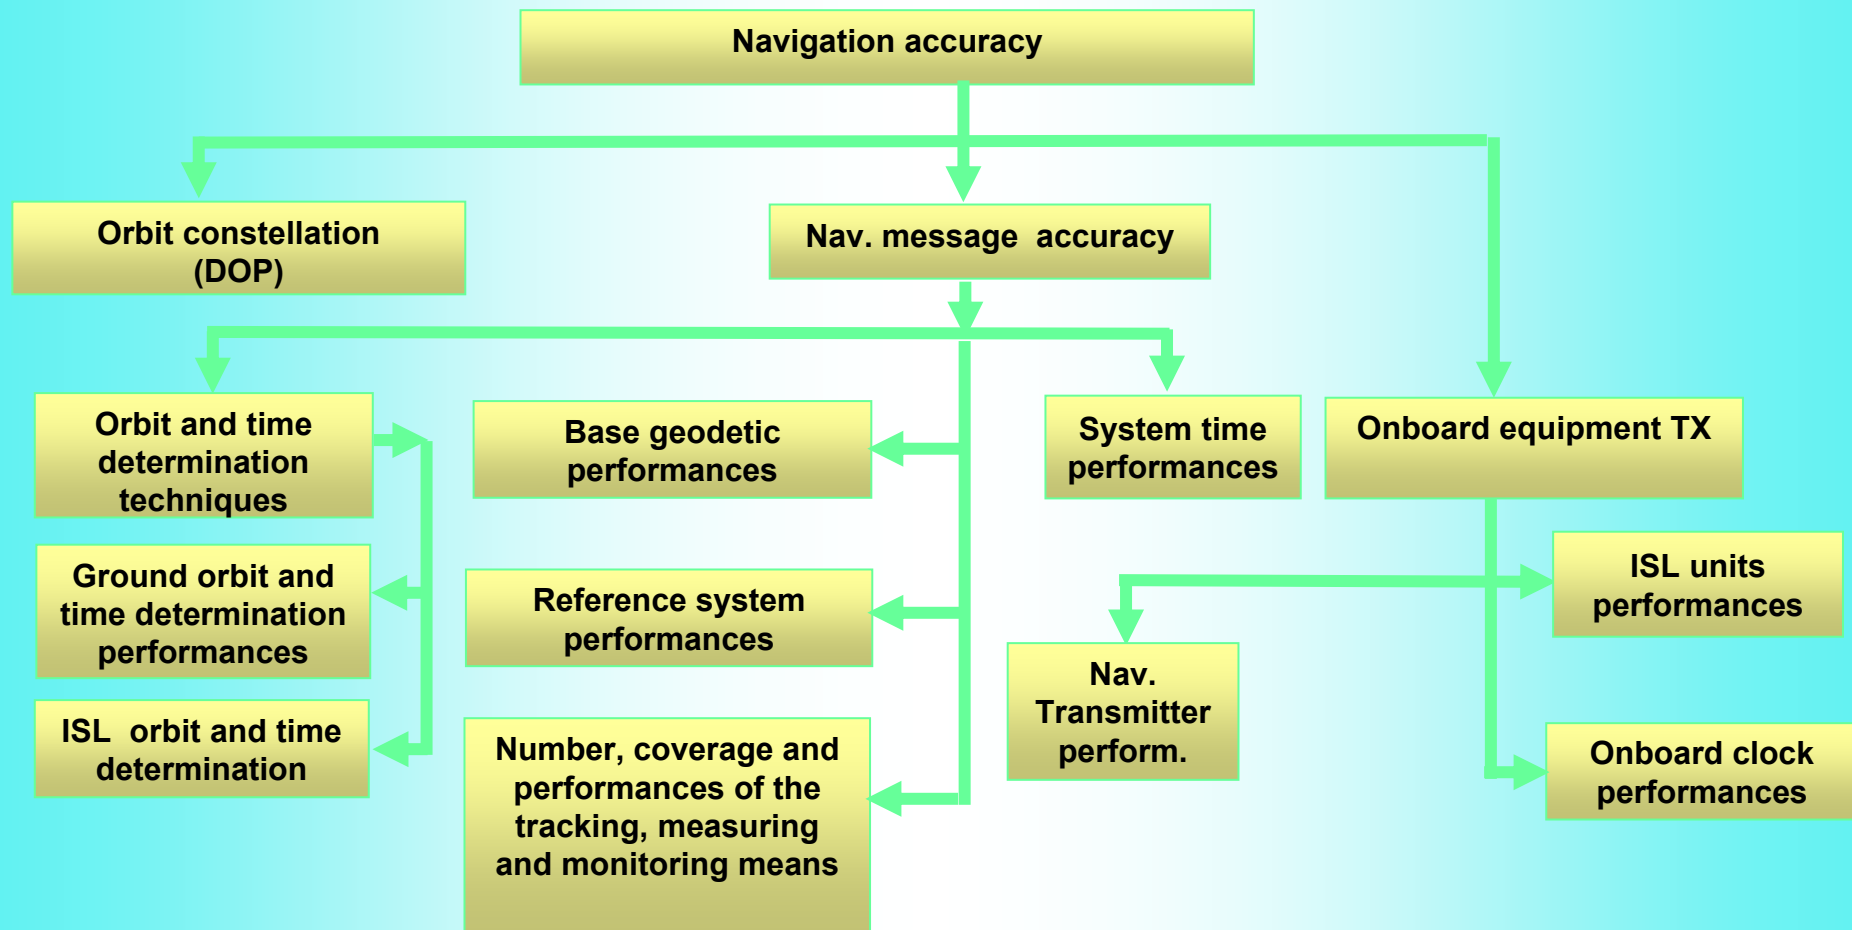 Navigation accuracy
Orbit constellation
(DOP)
Nav. message  accuracy
Orbit and time
determination
techniques
Base geodetic
performances
System time
performances
Onboard equipment TX
Ground orbit and
time determination
performances
Reference system
performances
ISL units
performances
Nav.
Transmitter
perform.
ISL  orbit and time
determination
Number, coverage and
performances of the
tracking, measuring
and monitoring means
Onboard clock
performances